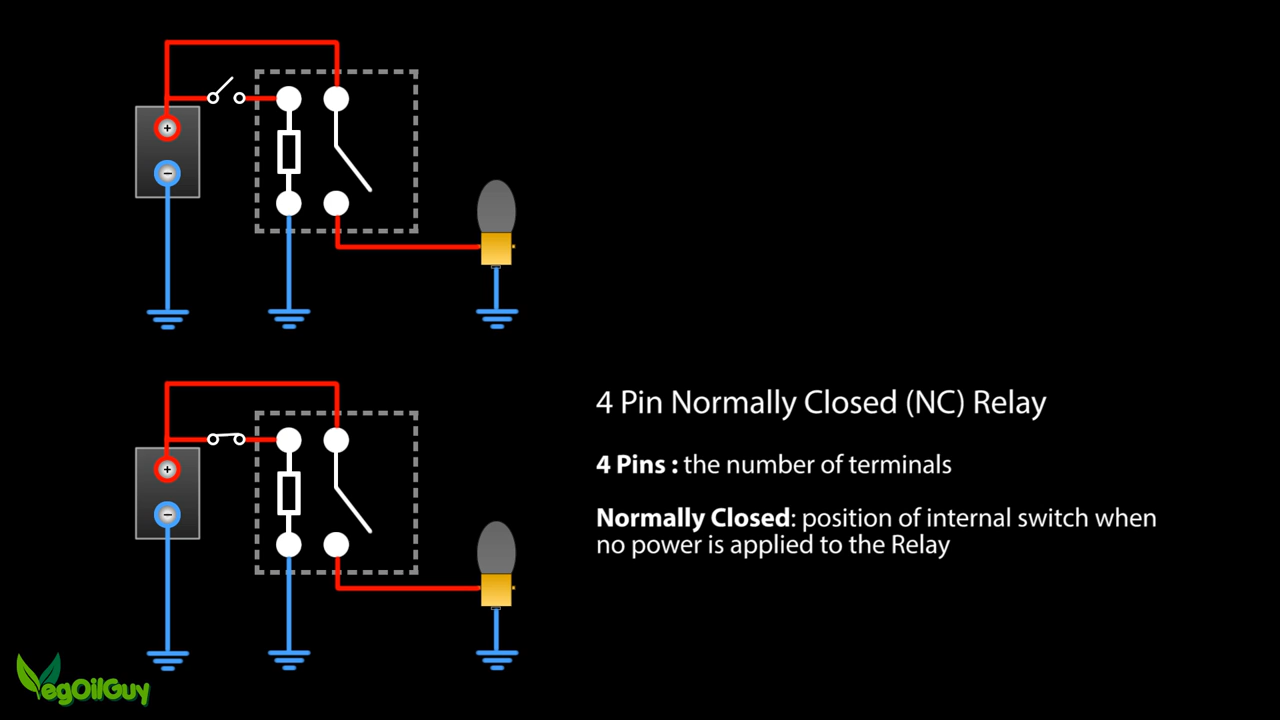 +
−
+
−
4 Pin Normally Closed (NC) Relay
4 Pins : the number of terminals
Normally Closed: position of internal switch when
no power is applied to the Relay
VegOilGuy